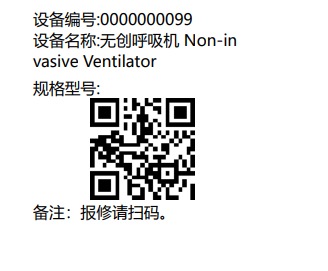 设备编号:0000000099
设备名称:无创呼吸机 Non-in
vasive Ventilator
规格型号:
备注：报修请扫码。